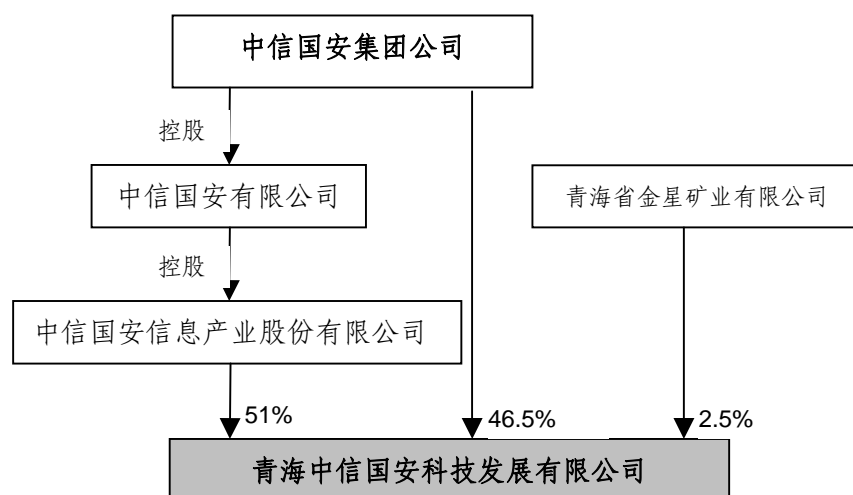 中信国安集团公司
控股
中信国安有限公司
青海省金星矿业有限公司
控股
中信国安信息产业股份有限公司
51%
46.5%
2.5%
青海中信国安科技发展有限公司